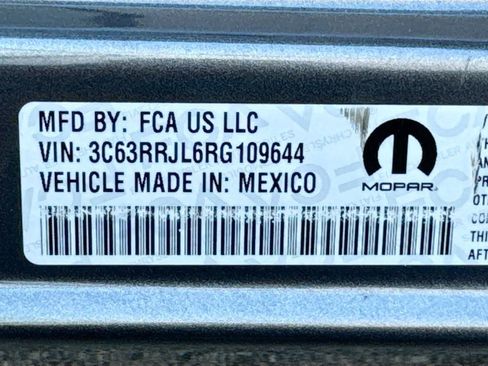 MFD BY: FCA US LLC
VIN: 3C63RRJL6RG109644
VEHICLE MADE IN: MEXICO
MOPAR